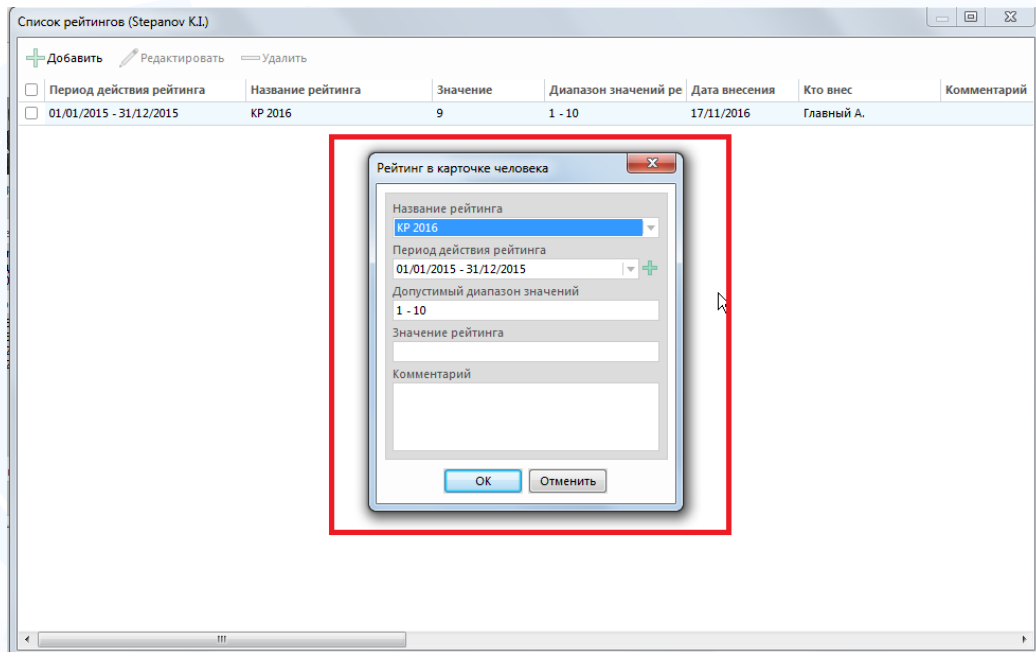 Список рейтингов (Stepanov K.I.)
Добавить Редактировать Удалить
Период действия рейтинга Название рейтинга Значение Диапазон значений ре Дата внесения Кто внес Комментарий
01/01/2015 - 31/12/2015 КР 2016 9 1 - 10 17/11/2016 Главный А.
Рейтинг в карточке человека
Название рейтинга
КР 2016
Период действия рейтинга
01/01/2015 - 31/12/2015
Допустимый диапазон значений
1 - 10
Значение рейтинга
Комментарий
ОК Отменить